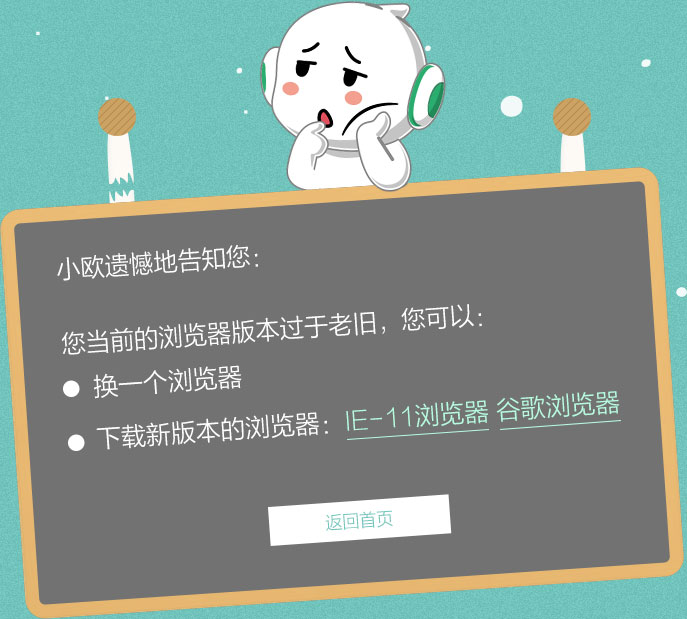 小欧遗憾地告知您：
您当前的浏览器版本过于老旧，您可以：
换一个浏览器
下载新版本的浏览器：IE-11浏览器 谷歌浏览器
返回首页